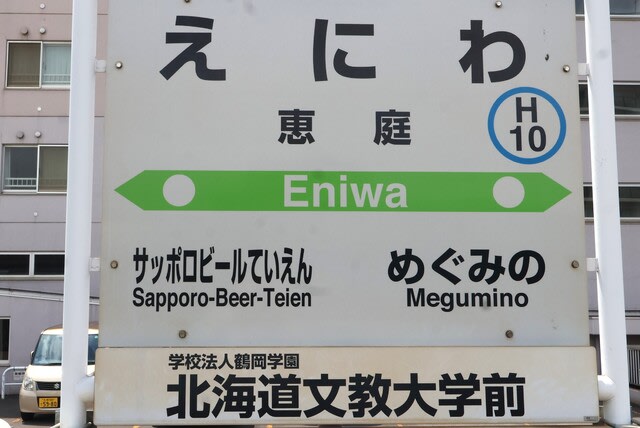 えにわ
恵庭
H
10
Eniwa
サッポロビールていえん
Sapporo-Beer-Teien
めぐみの
Megumino
学校法人鶴岡学園
北海道文教大学前